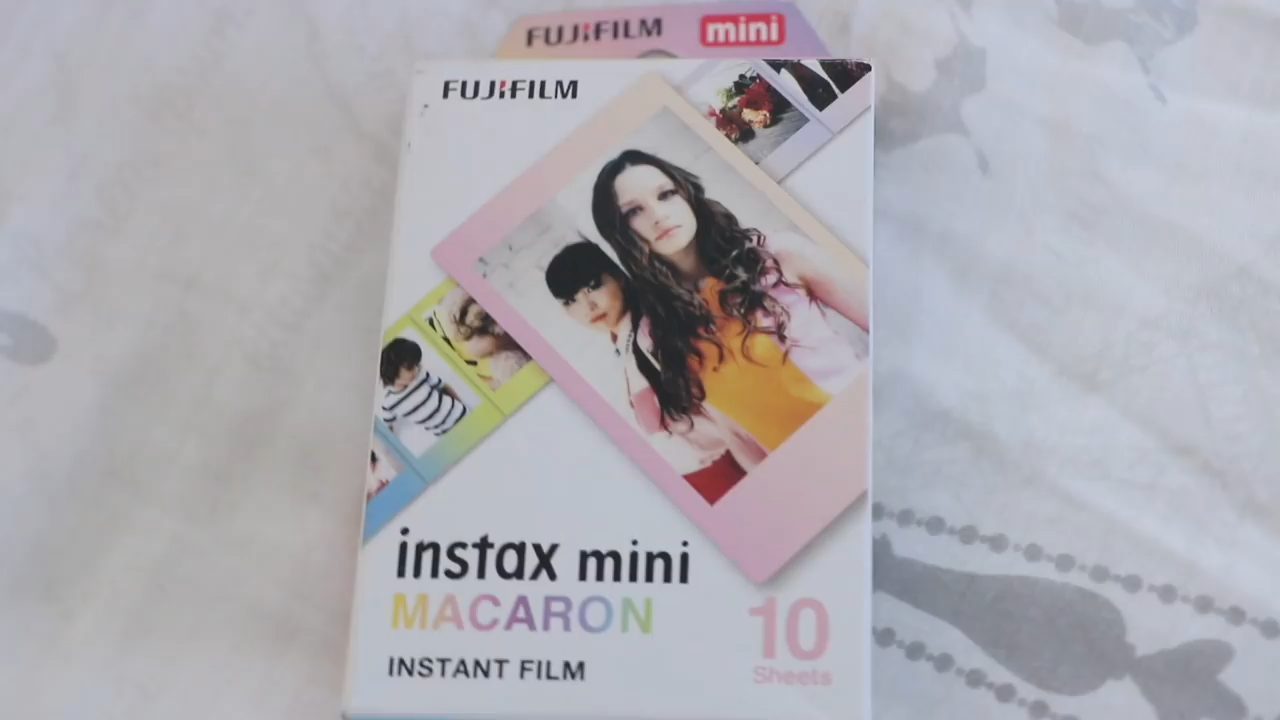 FUJIFILM mini
FUJIFILM
instax mini
MACARON
INSTANT FILM
10
Sheets